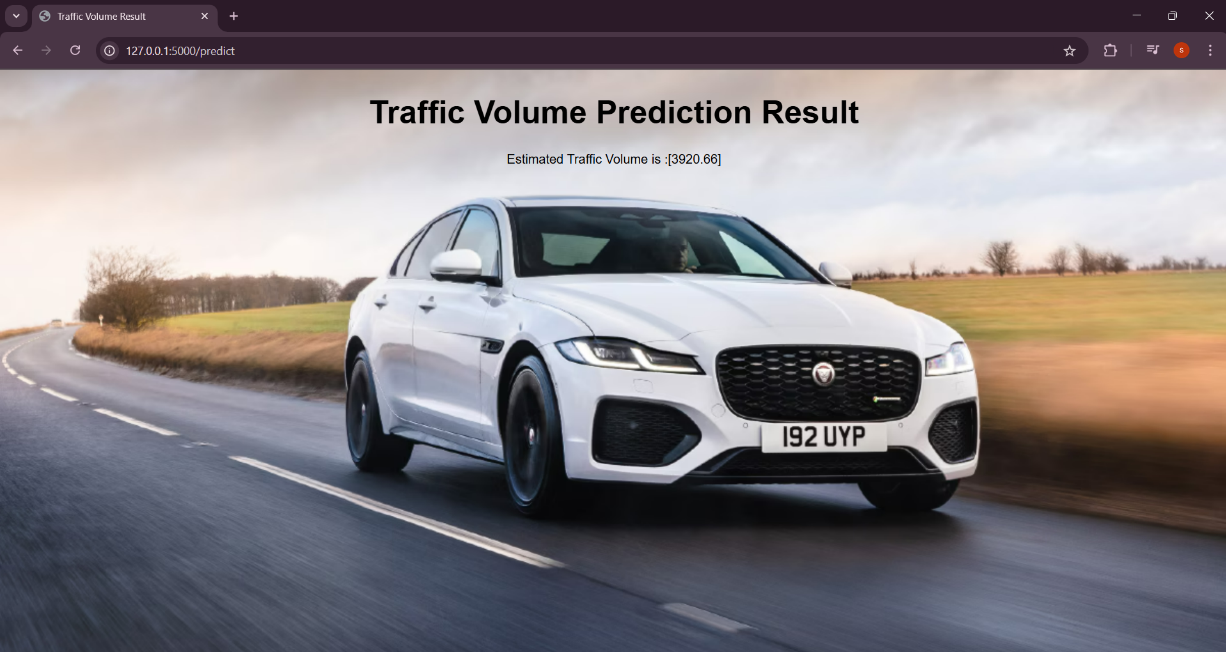 Traffic Volume Result
127.0.0.1:5000/predict
S
Traffic Volume Prediction Result
Estimated Traffic Volume is :[3920.66]
192 UYP